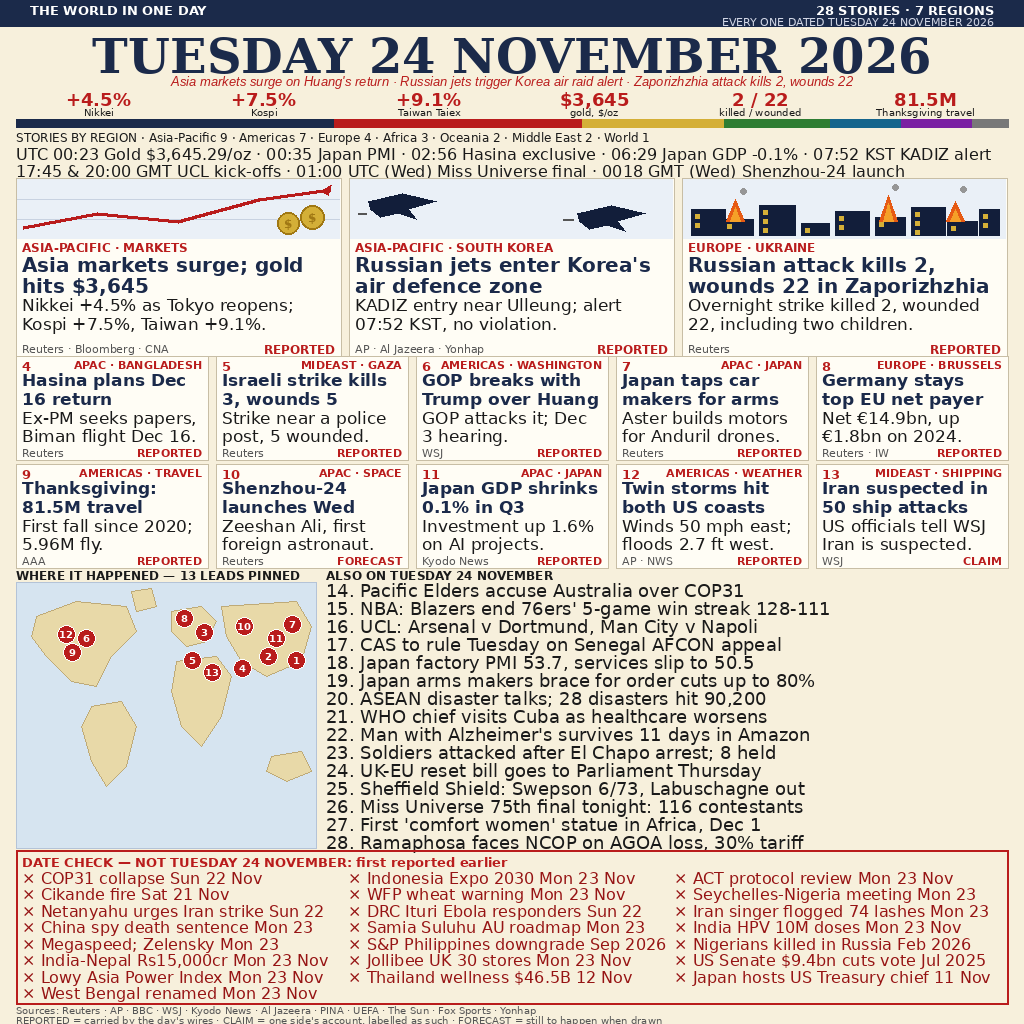 THE WORLD IN ONE DAY
28 STORIES · 7 REGIONS
EVERY ONE DATED TUESDAY 24 NOVEMBER 2026
TUESDAY 24 NOVEMBER 2026
Asia markets surge on Huang's return · Russian jets trigger Korea air raid alert · Zaporizhzhia attack kills 2, wounds 22
+4.5%
Nikkei
+7.5%
Kospi
+9.1%
Taiwan Taiex
$3,645
gold, $/oz
2 / 22
killed / wounded
81.5M
Thanksgiving travel
STORIES BY REGION · Asia-Pacific 9 · Americas 7 · Europe 4 · Africa 3 · Oceania 2 · Middle East 2 · World 1
UTC 00:23 Gold $3,645.29/oz · 00:35 Japan PMI · 02:56 Hasina exclusive · 06:29 Japan GDP -0.1% · 07:52 KST KADIZ alert
17:45 & 20:00 GMT UCL kick-offs · 01:00 UTC (Wed) Miss Universe final · 0018 GMT (Wed) Shenzhou-24 launch
$ $
ASIA-PACIFIC · MARKETS
Asia markets surge; gold
hits $3,645
Nikkei +4.5% as Tokyo reopens;
Kospi +7.5%, Taiwan +9.1%.
Reuters · Bloomberg · CNA
REPORTED
ASIA-PACIFIC · SOUTH KOREA
Russian jets enter Korea's
air defence zone
KADIZ entry near Ulleung; alert
07:52 KST, no violation.
AP · Al Jazeera · Yonhap
REPORTED
EUROPE · UKRAINE
Russian attack kills 2,
wounds 22 in Zaporizhzhia
Overnight strike killed 2, wounded
22, including two children.
Reuters
REPORTED
4 APAC · BANGLADESH
Hasina plans Dec
16 return
Ex-PM seeks papers,
Biman flight Dec 16.
Reuters REPORTED
5 MIDEAST · GAZA
Israeli strike kills
3, wounds 5
Strike near a police
post, 5 wounded.
Reuters REPORTED
6 AMERICAS · WASHINGTON
GOP breaks with
Trump over Huang
GOP attacks it; Dec
3 hearing.
WSJ REPORTED
7 APAC · JAPAN
Japan taps car
makers for arms
Aster builds motors
for Anduril drones.
Reuters REPORTED
8 EUROPE · BRUSSELS
Germany stays
top EU net payer
Net €14.9bn, up
€1.8bn on 2024.
Reuters · IW REPORTED
9 AMERICAS · TRAVEL
Thanksgiving:
81.5M travel
First fall since 2020;
5.96M fly.
AAA REPORTED
10 APAC · SPACE
Shenzhou-24
launches Wed
Zeeshan Ali, first
foreign astronaut.
Reuters FORECAST
11 APAC · JAPAN
Japan GDP shrinks
0.1% in Q3
Investment up 1.6%
on AI projects.
Kyodo News REPORTED
12 AMERICAS · WEATHER
Twin storms hit
both US coasts
Winds 50 mph east;
floods 2.7 ft west.
AP · NWS REPORTED
13 MIDEAST · SHIPPING
Iran suspected in
50 ship attacks
US officials tell WSJ
Iran is suspected.
WSJ CLAIM
WHERE IT HAPPENED — 13 LEADS PINNED
12 6 9 8 3 10 7 11 5 13 4 2 1
ALSO ON TUESDAY 24 NOVEMBER
14. Pacific Elders accuse Australia over COP31
15. NBA: Blazers end 76ers' 5-game win streak 128-111
16. UCL: Arsenal v Dortmund, Man City v Napoli
17. CAS to rule Tuesday on Senegal AFCON appeal
18. Japan factory PMI 53.7, services slip to 50.5
19. Japan arms makers brace for order cuts up to 80%
20. ASEAN disaster talks; 28 disasters hit 90,200
21. WHO chief visits Cuba as healthcare worsens
22. Man with Alzheimer's survives 11 days in Amazon
23. Soldiers attacked after El Chapo arrest; 8 held
24. UK-EU reset bill goes to Parliament Thursday
25. Sheffield Shield: Swepson 6/73, Labuschagne out
26. Miss Universe 75th final tonight: 116 contestants
27. First 'comfort women' statue in Africa, Dec 1
28. Ramaphosa faces NCOP on AGOA loss, 30% tariff
DATE CHECK — NOT TUESDAY 24 NOVEMBER: first reported earlier
× COP31 collapse Sun 22 Nov
× Cikande fire Sat 21 Nov
× Netanyahu urges Iran strike Sun 22
× China spy death sentence Mon 23
× Megaspeed; Zelensky Mon 23
× India-Nepal Rs15,000cr Mon 23 Nov
× Lowy Asia Power Index Mon 23 Nov
× West Bengal renamed Mon 23 Nov
× Indonesia Expo 2030 Mon 23 Nov
× WFP wheat warning Mon 23 Nov
× DRC Ituri Ebola responders Sun 22
× Samia Suluhu AU roadmap Mon 23
× S&P Philippines downgrade Sep 2026
× Jollibee UK 30 stores Mon 23 Nov
× Thailand wellness $46.5B 12 Nov
× ACT protocol review Mon 23 Nov
× Seychelles-Nigeria meeting Mon 23
× Iran singer flogged 74 lashes Mon 23
× India HPV 10M doses Mon 23 Nov
× Nigerians killed in Russia Feb 2026
× US Senate $9.4bn cuts vote Jul 2025
× Japan hosts US Treasury chief 11 Nov
Sources: Reuters · AP · BBC · WSJ · Kyodo News · Al Jazeera · PINA · UEFA · The Sun · Fox Sports · Yonhap
REPORTED = carried by the day's wires · CLAIM = one side's account, labelled as such · FORECAST = still to happen when drawn